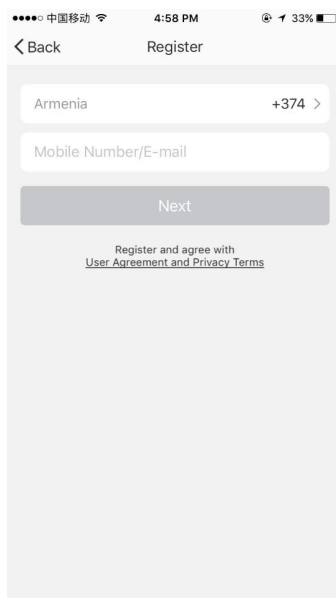 中国移动 4:58 PM 33%
Back Register
Armenia +374
Mobile Number/E-mail
Next
Register and agree with
User Agreement and Privacy Terms